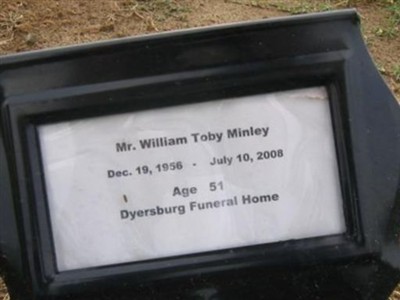 Mr. William Toby Minley
Dec. 19, 1956 - July 10, 2008
Age 51
Dyersburg Funeral Home